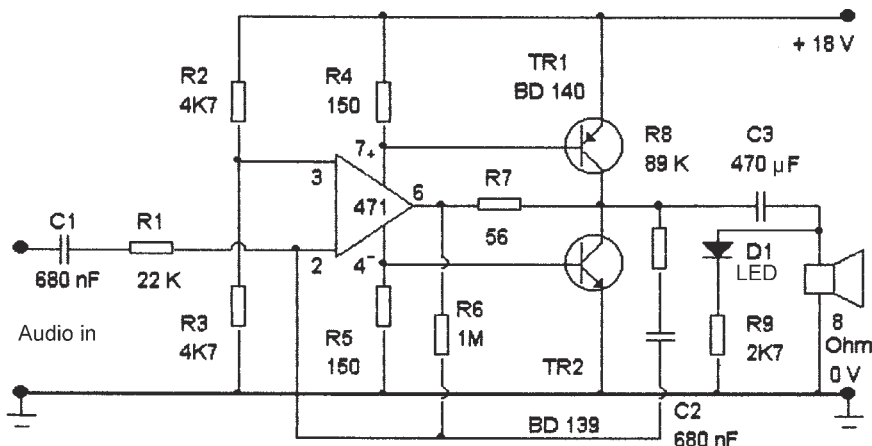 + 18 V
R2
4K7
R4
150
TR1
BD 140
R8
89 K
C3
470 µF
7+
3
471
6
R7
56
C1
680 nF
R1
22 K
2
4-
D1
LED
Audio in
R3
4K7
R5
150
R6
1M
TR2
R9
2K7
8
Ohm
0 V
BD 139
C2
680 nF